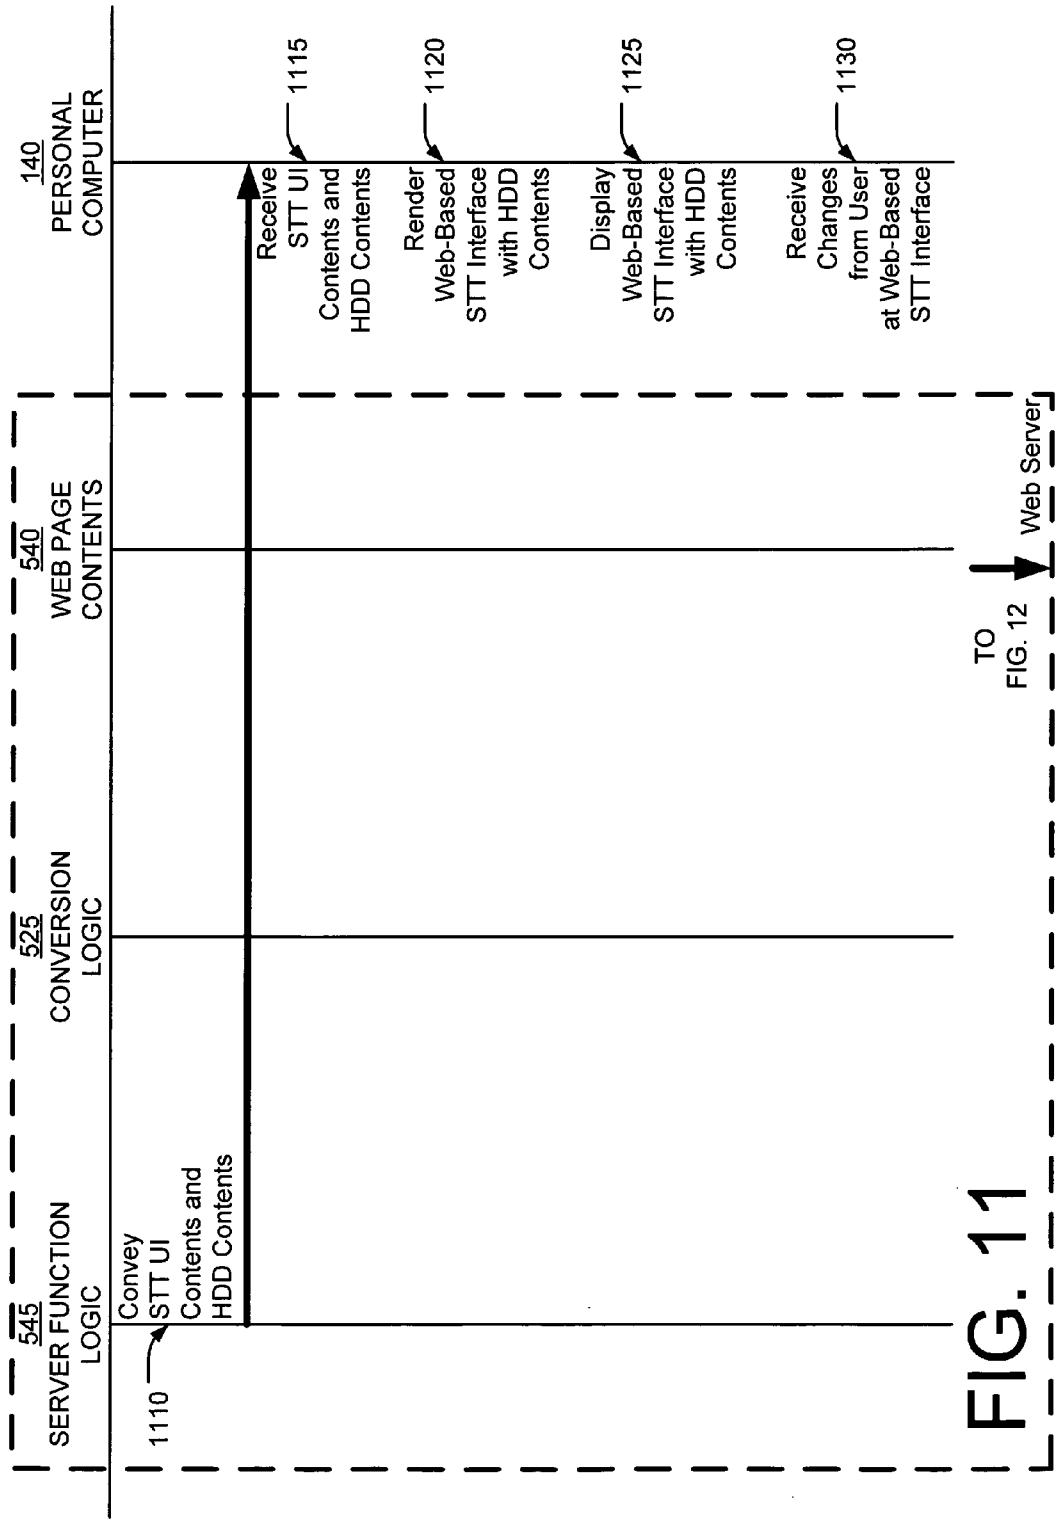 545
SERVER FUNCTION
LOGIC
525
CONVERSION
LOGIC
540
WEB PAGE
CONTENTS
140
PERSONAL
COMPUTER
1110
Convey
STT UI
Contents and
HDD Contents
Receive
STT UI
Contents and
HDD Contents
1115
Render
Web-Based
STT Interface
with HDD
Contents
1120
Display
Web-Based
STT Interface
with HDD
Contents
1125
Receive
Changes
from User
at Web-Based
STT Interface
1130
TO
FIG. 12
Web Server
FIG. 11